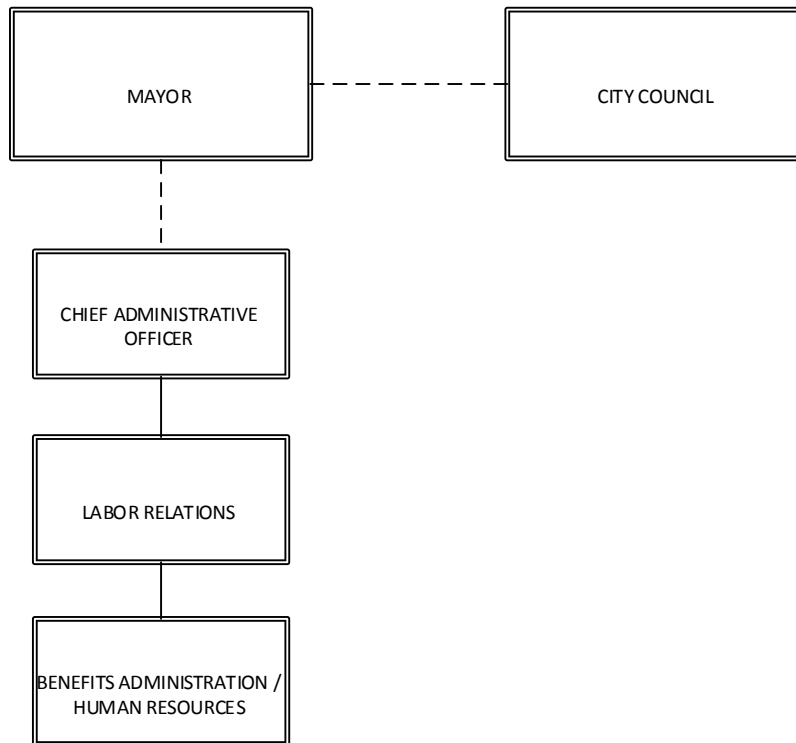 MAYOR
CITY COUNCIL
CHIEF ADMINISTRATIVE
OFFICER
LABOR RELATIONS
BENEFITS ADMINISTRATION /
HUMAN RESOURCES